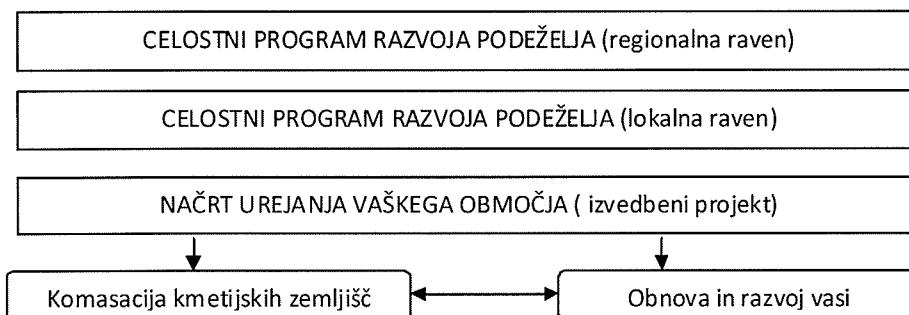 CELOSTNI PROGRAM RAZVOJA PODEŽELJA (regionalna raven)
CELOSTNI PROGRAM RAZVOJA PODEŽELJA (lokalna raven)
NAČRT UREJANJA VAŠKEGA OBMOČJA ( izvedbeni projekt)
Komasacija kmetijskih zemljišč
Obnova in razvoj vasi